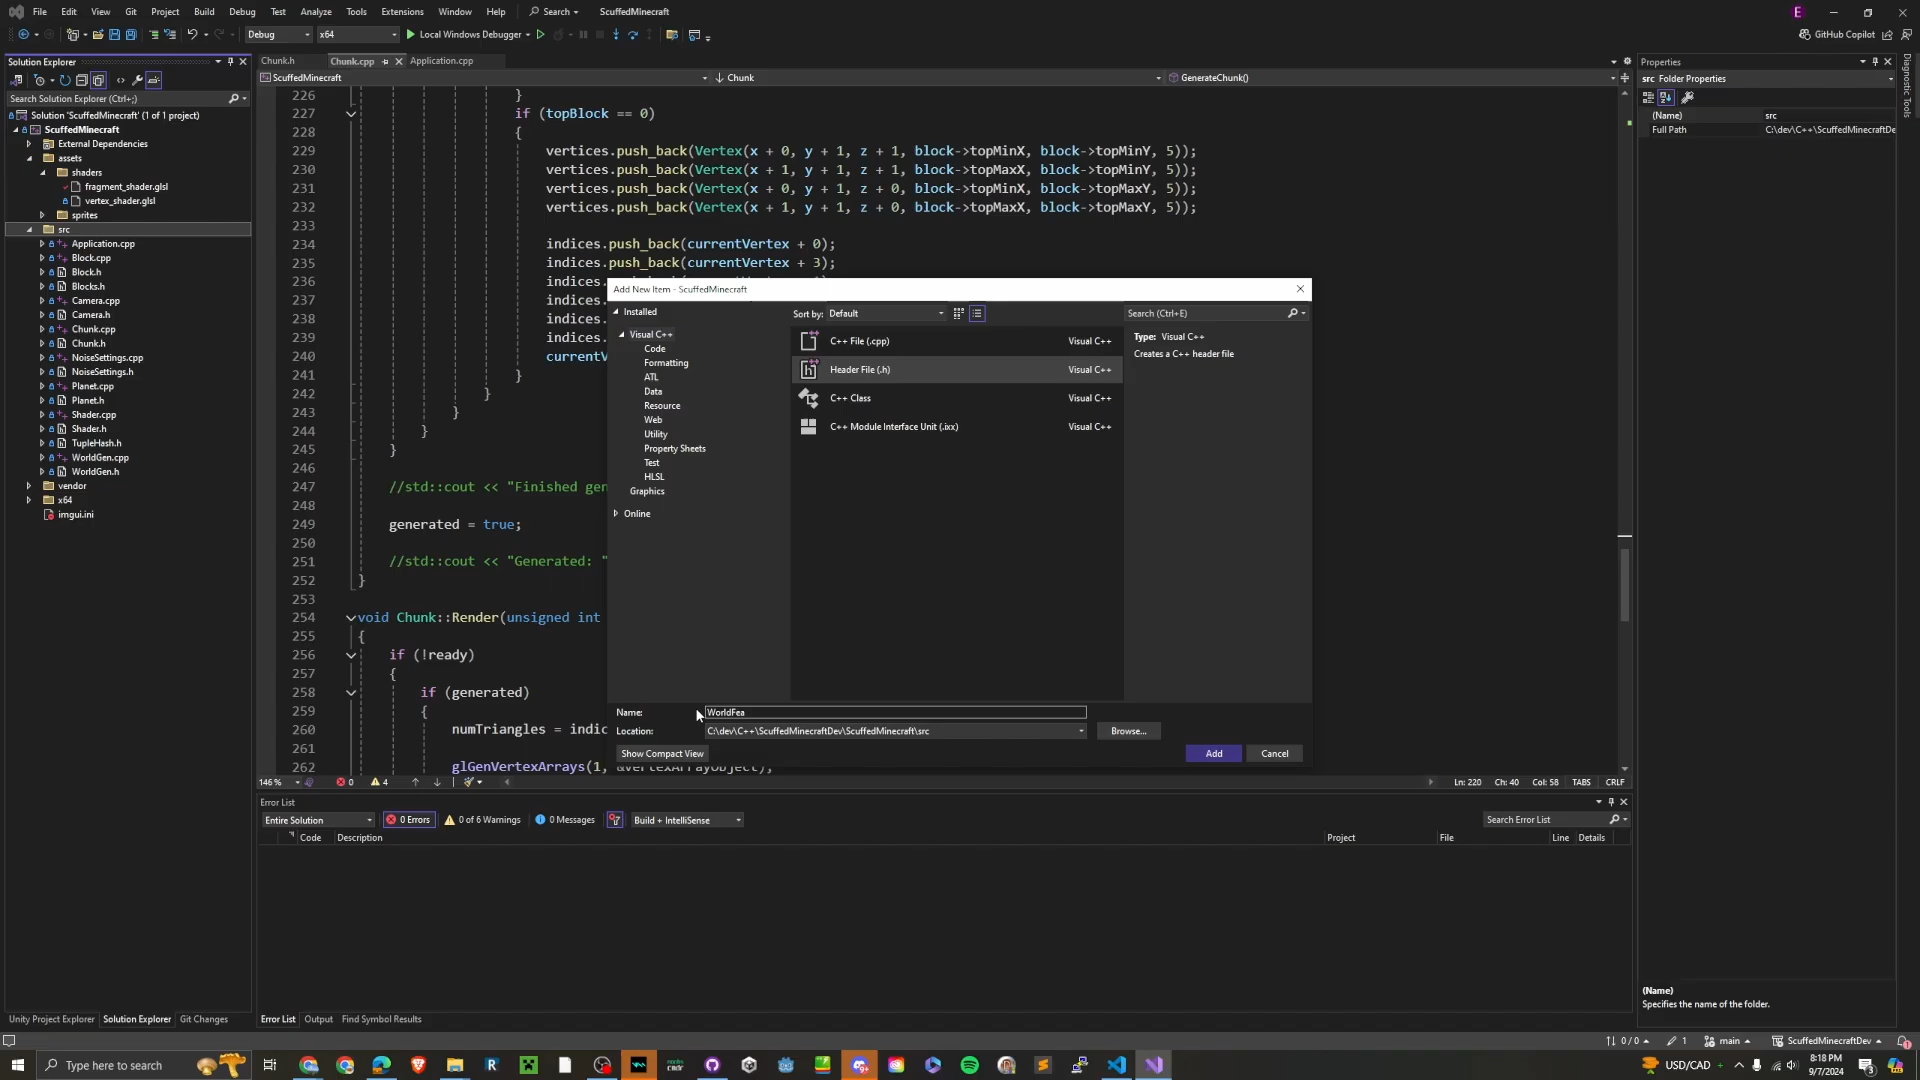 File Edit View Git Project Build Debug Test Analyze Tools Extensions Window Help Search ScuffedMinecraft E
Debug x64 Local Windows Debugger GitHub Copilot
Solution Explorer
Search Solution Explorer (Ctrl+;)
Solution 'ScuffedMinecraft' (1 of 1 project)
ScuffedMinecraft
External Dependencies
assets
shaders
fragment_shader.glsl
vertex_shader.glsl
sprites
src
Application.cpp
Block.cpp
Block.h
Blocks.h
Camera.cpp
Camera.h
Chunk.cpp
Chunk.h
NoiseSettings.cpp
NoiseSettings.h
Planet.cpp
Planet.h
Shader.cpp
Shader.h
TupleHash.h
WorldGen.cpp
WorldGen.h
vendor
x64
imgui.ini
Unity Project Explorer Solution Explorer Git Changes
Chunk.h Chunk.cpp Application.cpp
ScuffedMinecraft Chunk GenerateChunk()
226 }
227 if (topBlock == 0)
228 {
229 vertices.push_back(Vertex(x + 0, y + 1, z + 1, block->topMinX, block->topMinY, 5));
230 vertices.push_back(Vertex(x + 1, y + 1, z + 1, block->topMaxX, block->topMinY, 5));
231 vertices.push_back(Vertex(x + 0, y + 1, z + 0, block->topMinX, block->topMaxY, 5));
232 vertices.push_back(Vertex(x + 1, y + 1, z + 0, block->topMaxX, block->topMaxY, 5));
233
234 indices.push_back(currentVertex + 0);
235 indices.push_back(currentVertex + 3);
236 indices.
237 indices.
238 indices.
239 indices.
240 currentV
241 }
242 }
243 }
244 }
245 }
246
247 //std::cout << "Finished gen
248
249 generated = true;
250
251 //std::cout << "Generated: "
252 }
253
254 void Chunk::Render(unsigned int
255 {
256 if (!ready)
257 {
258 if (generated)
259 {
260 numTriangles = indic
261
262 glGenVertexArrays(1, &vertexArrayObject);
146 % 0 4 Ln: 220 Ch: 40 Col: 58 TABS CRLF
Add New Item - ScuffedMinecraft
Installed
Visual C++
Code
Formatting
ATL
Data
Resource
Web
Utility
Property Sheets
Test
HLSL
Graphics
Online
Sort by: Default
C++ File (.cpp) Visual C++
Header File (.h) Visual C++
C++ Class Visual C++
C++ Module Interface Unit (.ixx) Visual C++
Search (Ctrl+E)
Type: Visual C++
Creates a C++ header file
Name: WorldFea
Location: C:\dev\C++\ScuffedMinecraftDev\ScuffedMinecraft\src Browse...
Show Compact View Add Cancel
Error List
Entire Solution 0 Errors 0 of 6 Warnings 0 Messages Build + IntelliSense Search Error List
Code Description Project File Line Details
Error List Output Find Symbol Results
Properties
src Folder Properties
(Name) src
Full Path C:\dev\C++\ScuffedMinecraftDe
(Name)
Specifies the name of the folder.
Diagnostic Tools
0 / 0 1 main ScuffedMinecraftDev 1
Type here to search USD/CAD 8:18 PM
9/7/2024 3